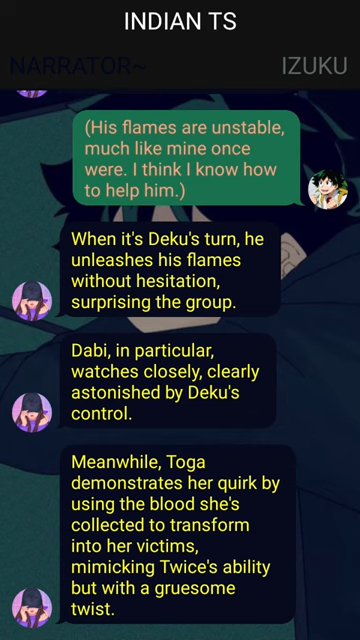 INDIAN TS
NARRATOR~
IZUKU
(His flames are unstable,
much like mine once
were. I think I know how
to help him.)
When it's Deku's turn, he
unleashes his flames
without hesitation,
surprising the group.
Dabi, in particular,
watches closely, clearly
astonished by Deku's
control.
Meanwhile, Toga
demonstrates her quirk by
using the blood she's
collected to transform
into her victims,
mimicking Twice's ability
but with a gruesome
twist.